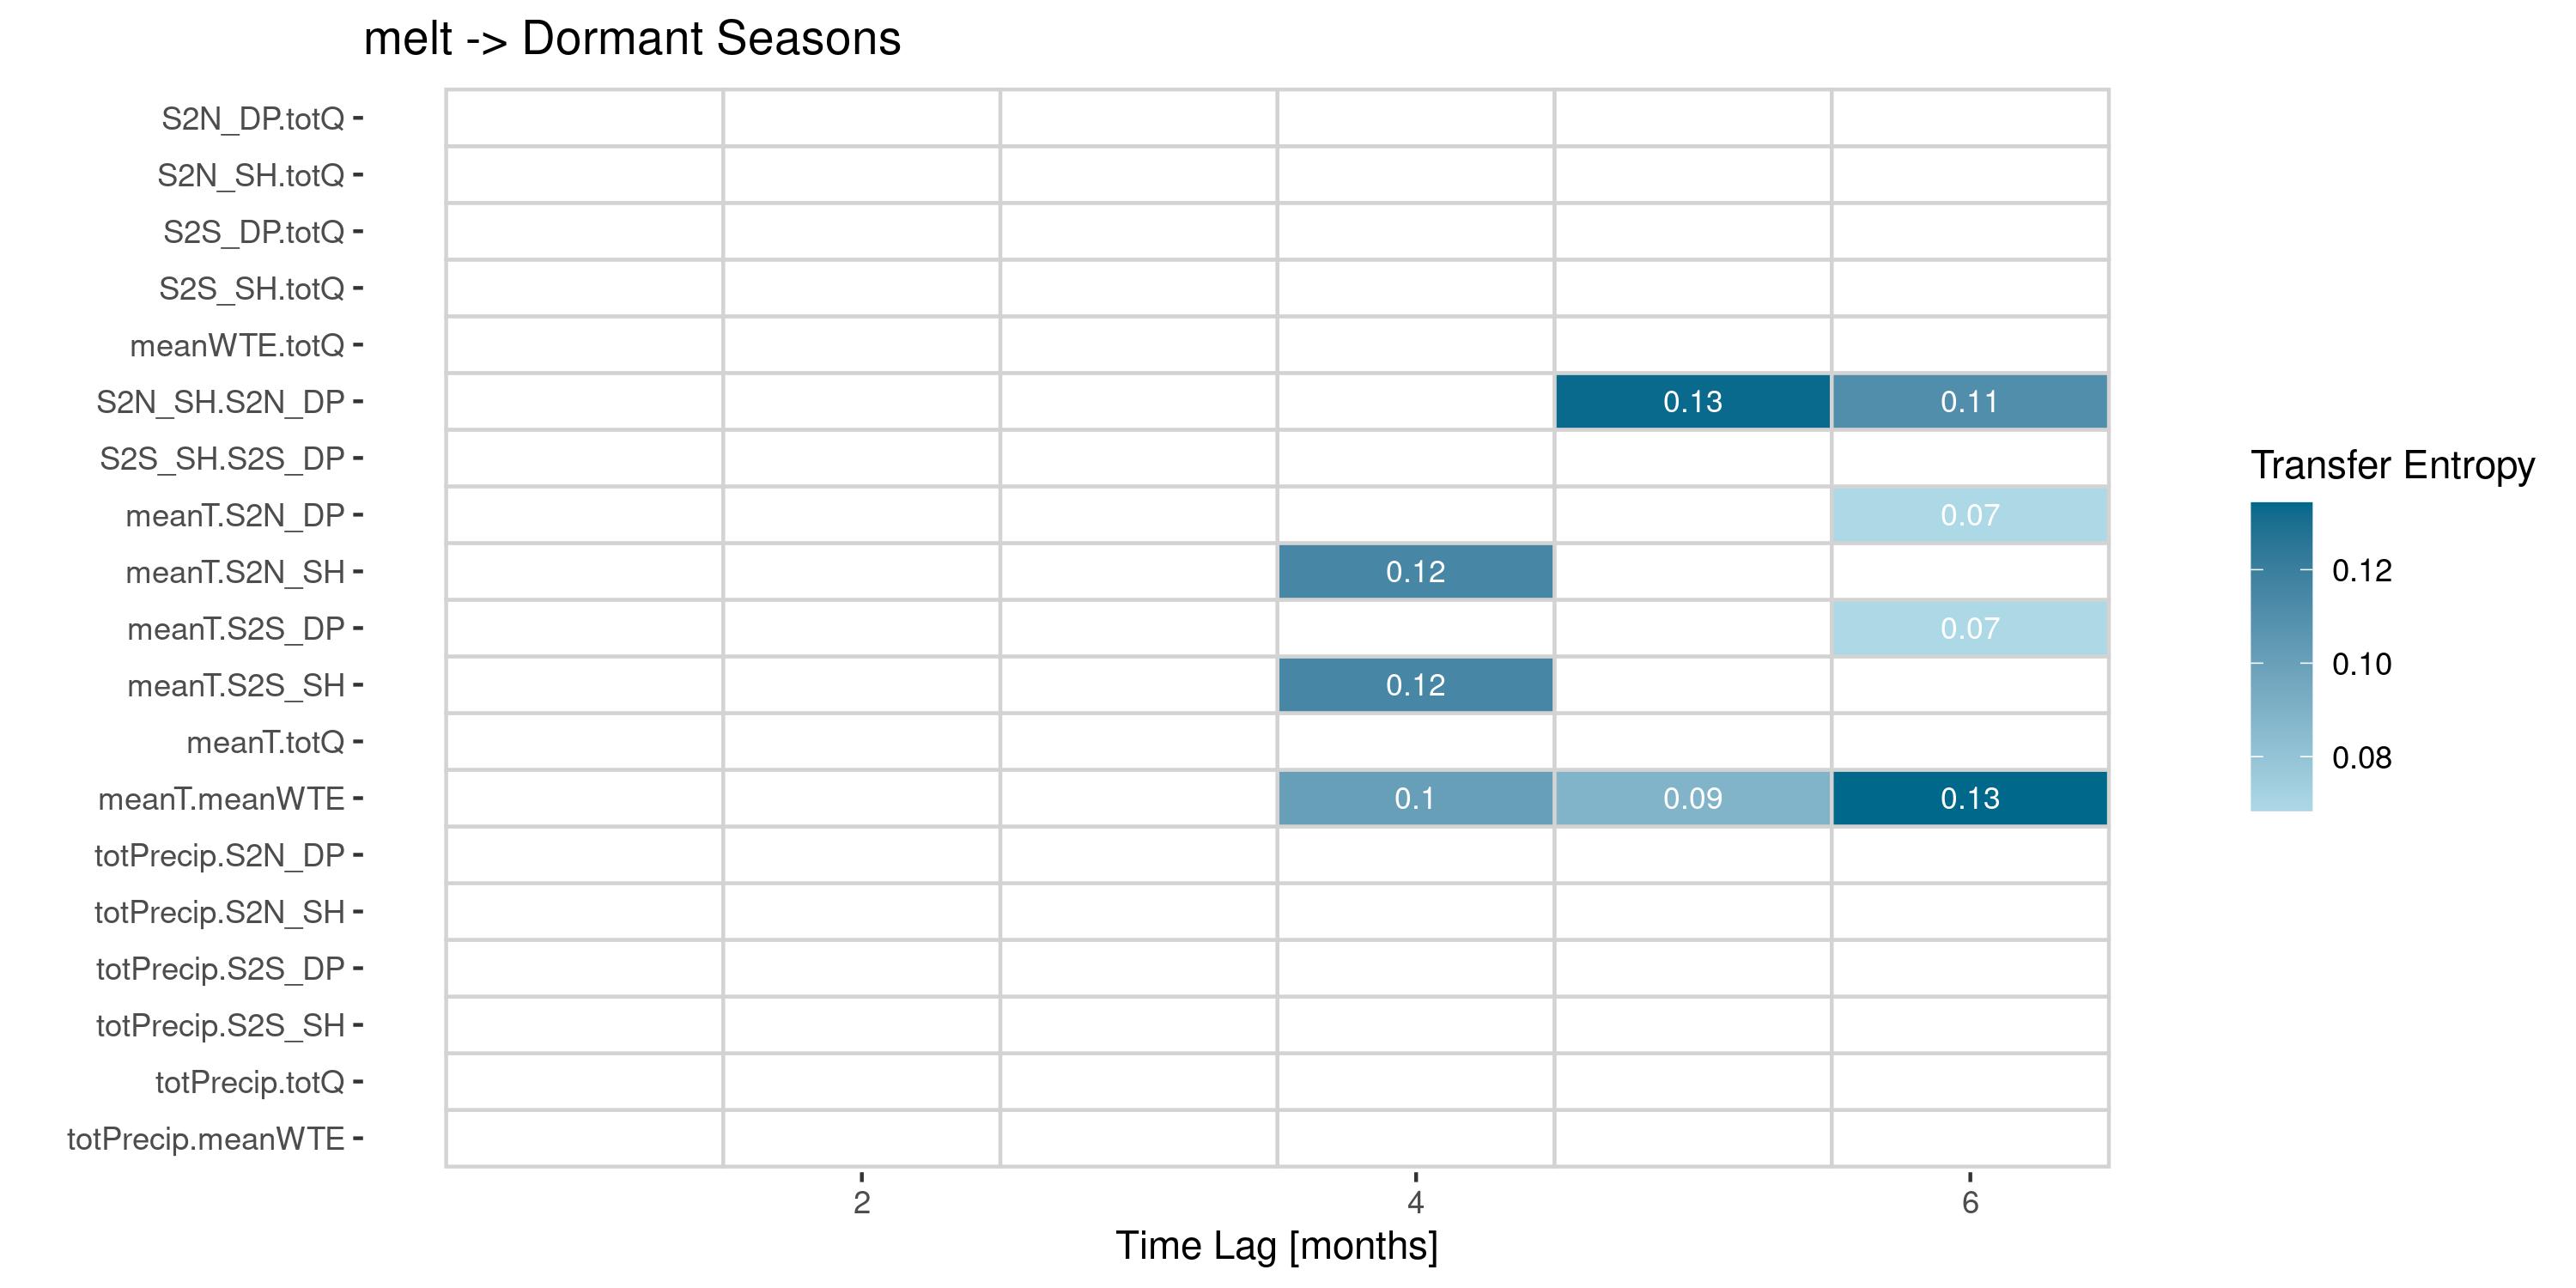 melt -> Dormant Seasons
S2N_DP.totQ
S2N_SH.totQ
S2S_DP.totQ
S2S_SH.totQ
meanWTE.totQ
S2N_SH.S2N_DP 0.13 0.11
S2S_SH.S2S_DP
meanT.S2N_DP 0.07
meanT.S2N_SH 0.12
meanT.S2S_DP 0.07
meanT.S2S_SH 0.12
meanT.totQ
meanT.meanWTE 0.1 0.09 0.13
totPrecip.S2N_DP
totPrecip.S2N_SH
totPrecip.S2S_DP
totPrecip.S2S_SH
totPrecip.totQ
totPrecip.meanWTE
2 4 6
Time Lag [months]
Transfer Entropy
0.12
0.10
0.08